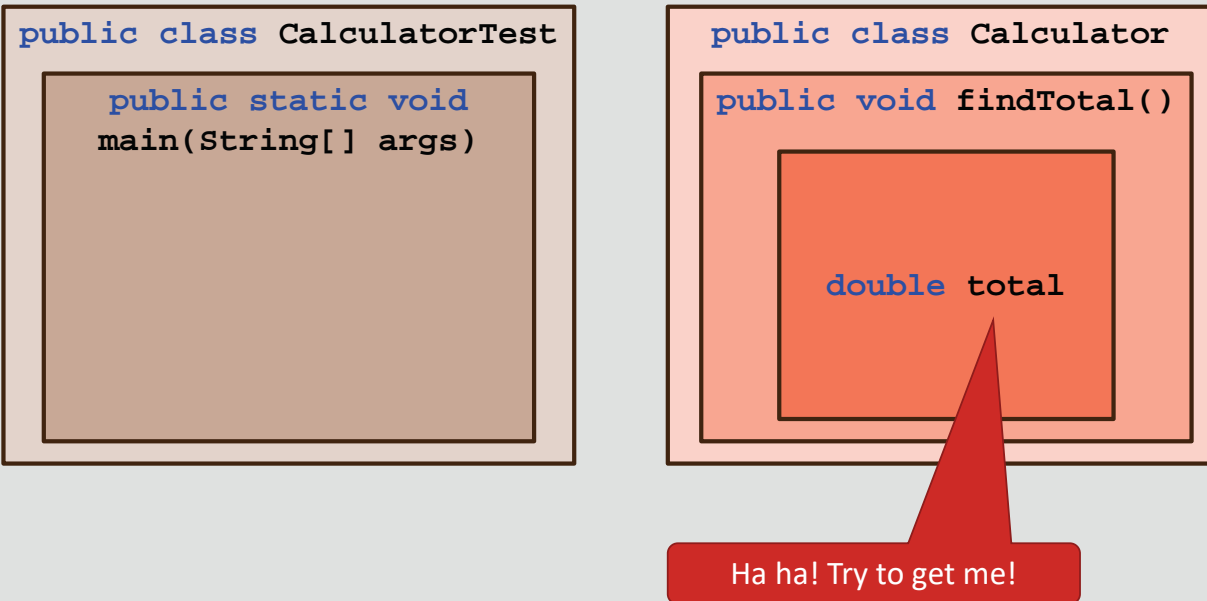 public class CalculatorTest
public static void
main(String[] args)
public class Calculator
public void findTotal()
double total
Ha ha! Try to get me!